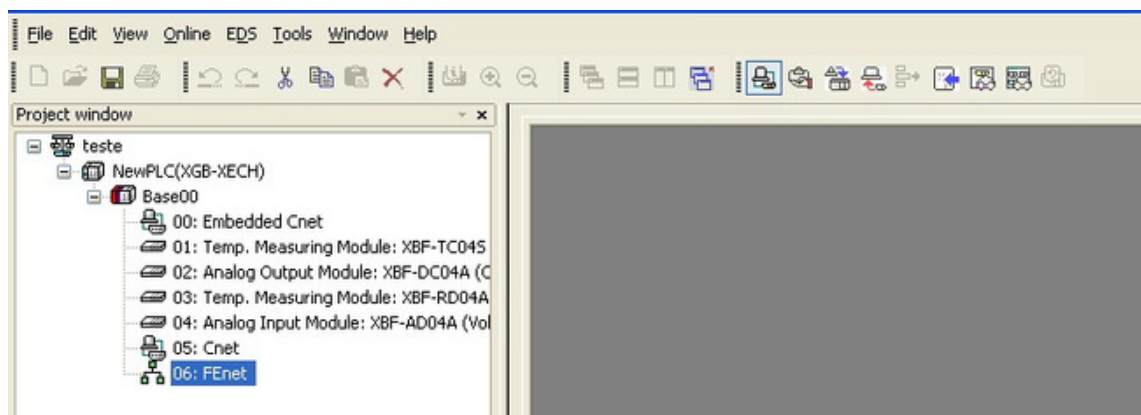 File Edit View Online EDS Tools Window Help
Project window
teste
NewPLC(XGB-XECH)
Base00
00: Embedded Cnet
01: Temp. Measuring Module: XBF-TC04S
02: Analog Output Module: XBF-DC04A (C
03: Temp. Measuring Module: XBF-RD04A
04: Analog Input Module: XBF-AD04A (Vol
05: Cnet
06: FEnet